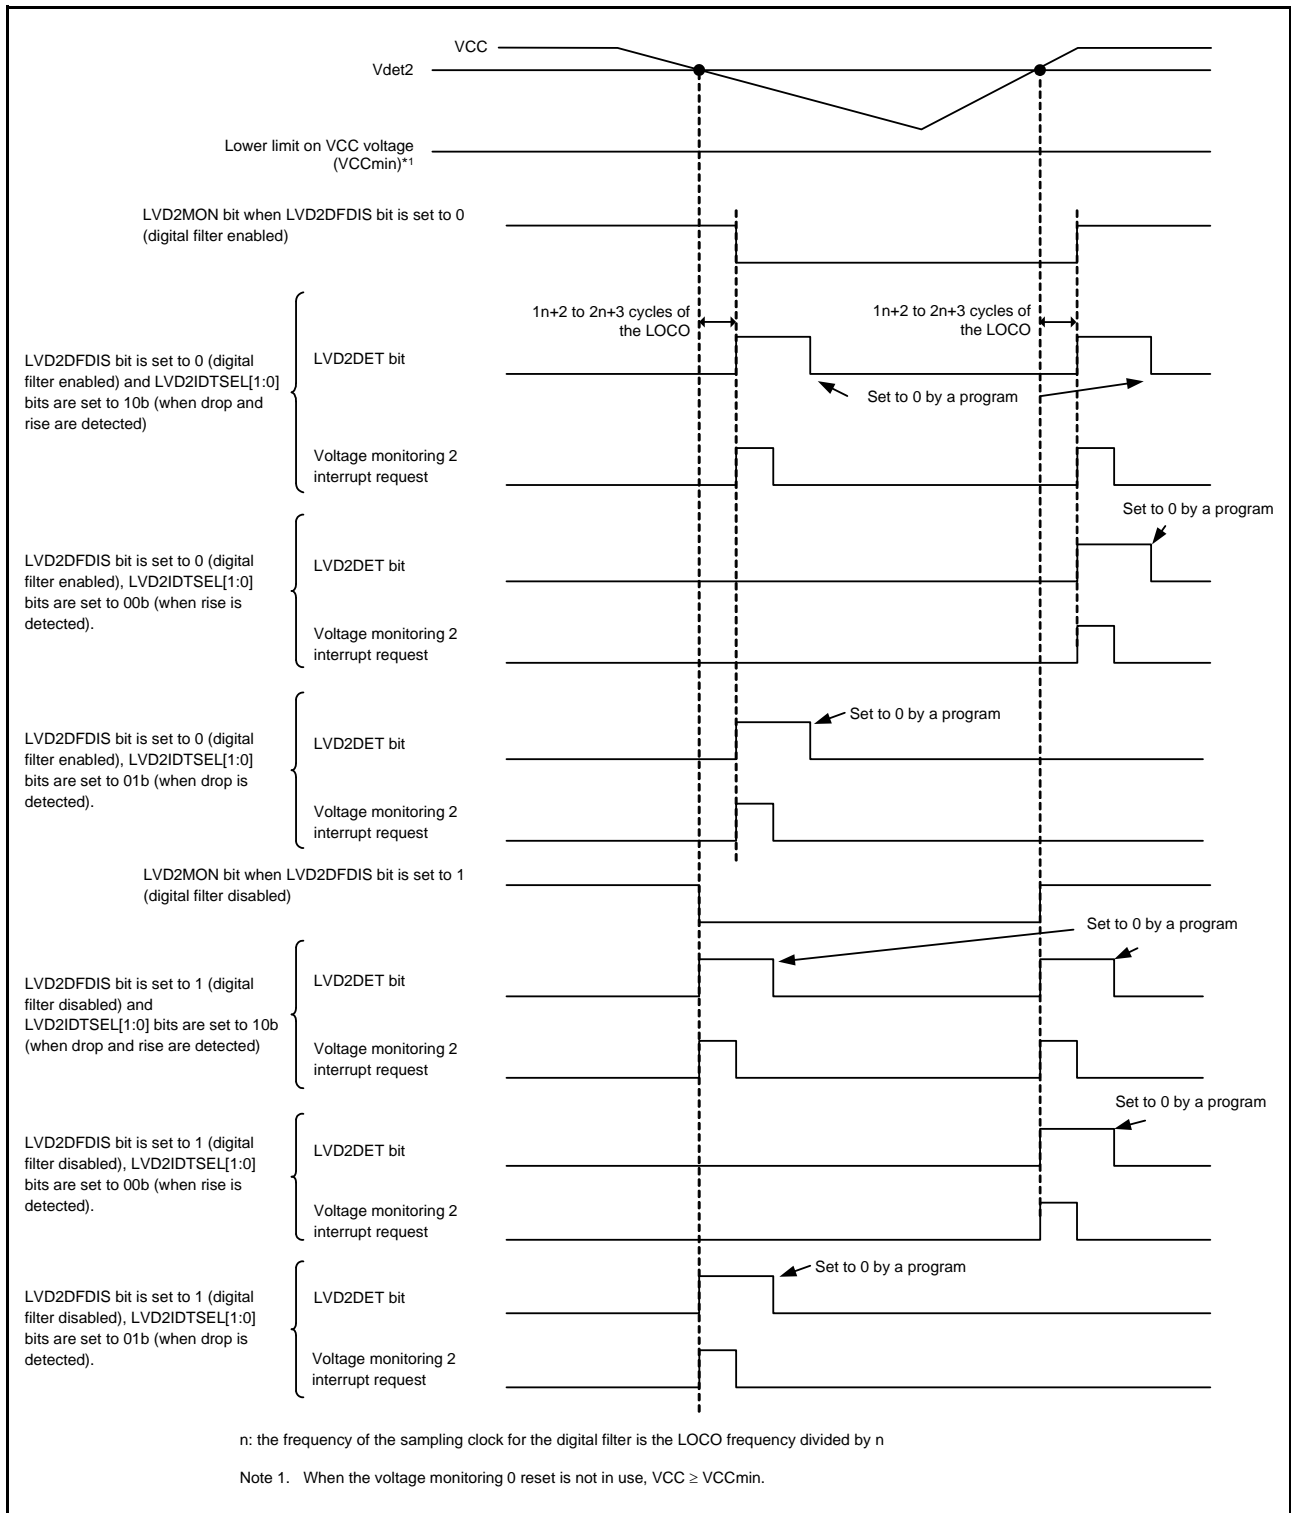 VCC
Vdet2
Lower limit on VCC voltage
(VCCmin)*1
LVD2MON bit when LVD2DFDIS bit is set to 0
(digital filter enabled)
1n+2 to 2n+3 cycles of
the LOCO
1n+2 to 2n+3 cycles of
the LOCO
LVD2DFDIS bit is set to 0 (digital
filter enabled) and LVD2IDTSEL[1:0]
bits are set to 10b (when drop and
rise are detected)
LVD2DET bit
Set to 0 by a program
Voltage monitoring 2
interrupt request
Set to 0 by a program
LVD2DFDIS bit is set to 0 (digital
filter enabled), LVD2IDTSEL[1:0]
bits are set to 00b (when rise is
detected).
LVD2DET bit
Voltage monitoring 2
interrupt request
Set to 0 by a program
LVD2DFDIS bit is set to 0 (digital
filter enabled), LVD2IDTSEL[1:0]
bits are set to 01b (when drop is
detected).
LVD2DET bit
Voltage monitoring 2
interrupt request
LVD2MON bit when LVD2DFDIS bit is set to 1
(digital filter disabled)
Set to 0 by a program
LVD2DFDIS bit is set to 1 (digital
filter disabled) and
LVD2IDTSEL[1:0] bits are set to 10b
(when drop and rise are detected)
LVD2DET bit
Voltage monitoring 2
interrupt request
Set to 0 by a program
LVD2DFDIS bit is set to 1 (digital
filter disabled), LVD2IDTSEL[1:0]
bits are set to 00b (when rise is
detected).
LVD2DET bit
Voltage monitoring 2
interrupt request
Set to 0 by a program
LVD2DFDIS bit is set to 1 (digital
filter disabled), LVD2IDTSEL[1:0]
bits are set to 01b (when drop is
detected).
LVD2DET bit
Voltage monitoring 2
interrupt request
n: the frequency of the sampling clock for the digital filter is the LOCO frequency divided by n
Note 1. When the voltage monitoring 0 reset is not in use, VCC ≥ VCCmin.